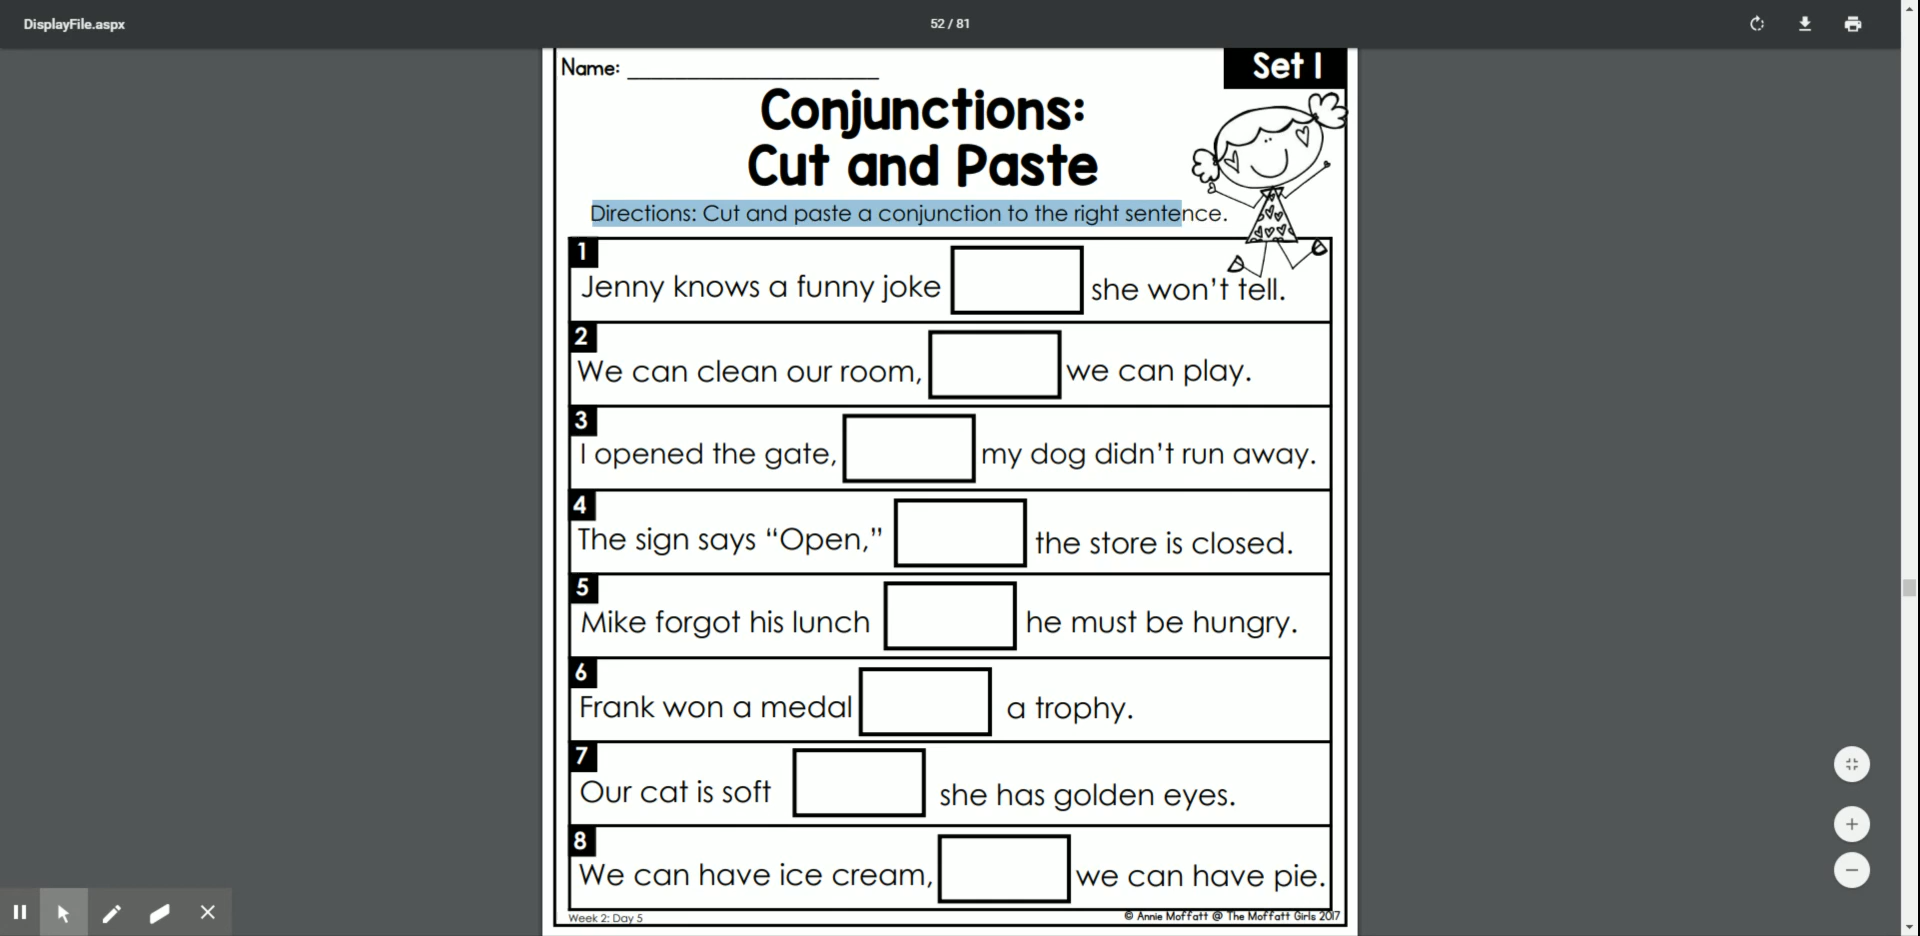 DisplayFile.aspx
52 / 81
Name: ____________________
Set 1
Conjunctions:
Cut and Paste
Directions: Cut and paste a conjunction to the right sentence.
1
Jenny knows a funny joke she won't tell.
2
We can clean our room, we can play.
3
I opened the gate, my dog didn't run away.
4
The sign says “Open,” the store is closed.
5
Mike forgot his lunch he must be hungry.
6
Frank won a medal a trophy.
7
Our cat is soft she has golden eyes.
8
We can have ice cream, we can have pie.
Week 2: Day 5
© Annie Moffatt @ The Moffatt Girls 2017